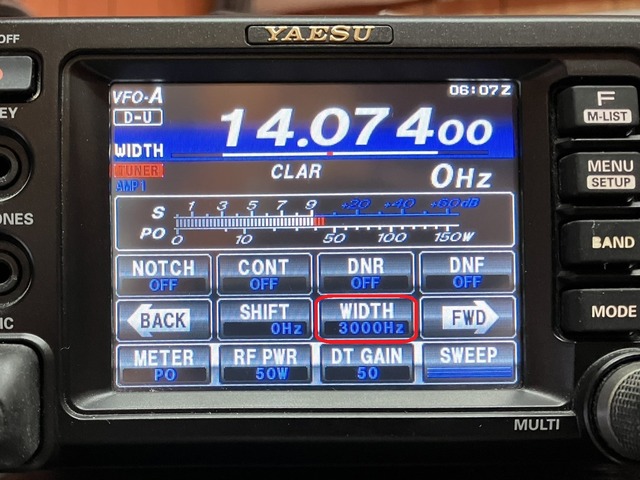 OFF
YAESU
VFO-A
06:07Z
F
M-LIST
D-U
14.07400
EY
WIDTH
MENU
SETUP
TUNER
CLAR
0Hz
AMP1
S 1 3 5 7 9 +20 +40 +60dB
PO 0 10 50 100 150W
ONES
BAND
NOTCH CONT DNR DNF
OFF OFF OFF OFF
BACK SHIFT WIDTH FWD
0Hz 3000Hz
MODE
IC
METER RF PWR DT GAIN SWEEP
PO 50W 50
MULTI